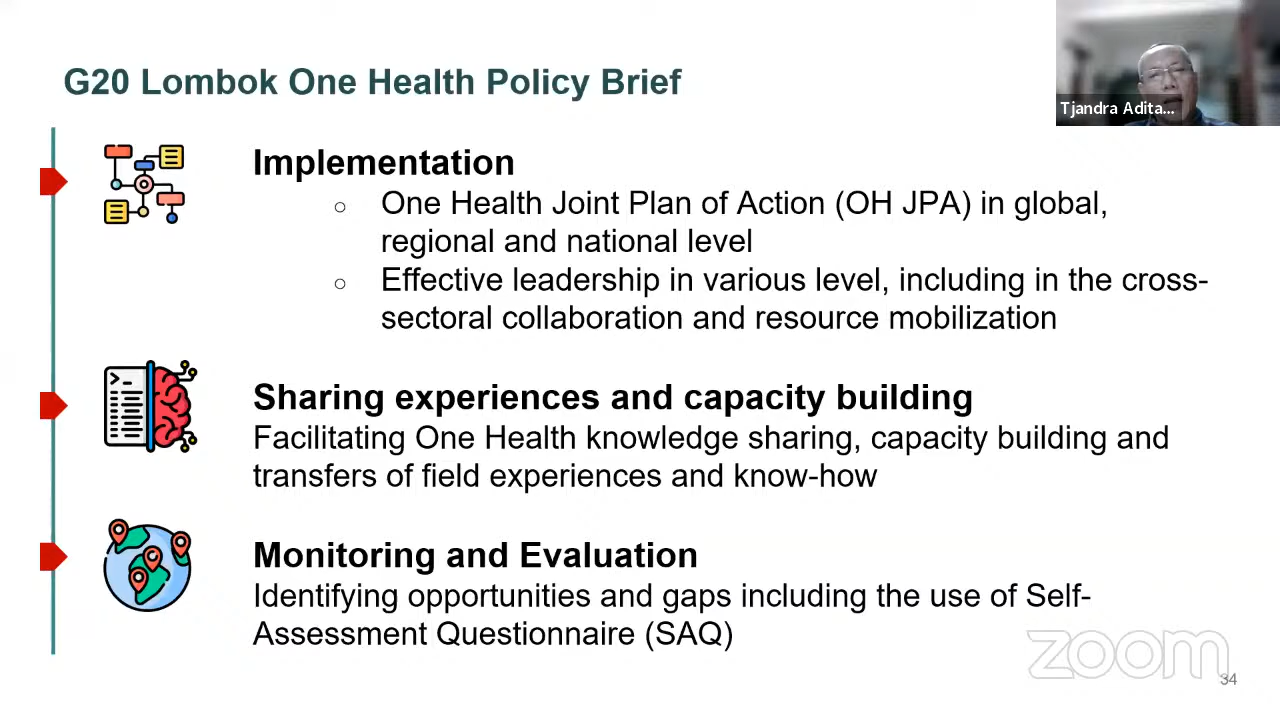 G20 Lombok One Health Policy Brief
Tjandra Adita...
Implementation
○ One Health Joint Plan of Action (OH JPA) in global,
regional and national level
○ Effective leadership in various level, including in the cross-
sectoral collaboration and resource mobilization
Sharing experiences and capacity building
Facilitating One Health knowledge sharing, capacity building and
transfers of field experiences and know-how
Monitoring and Evaluation
Identifying opportunities and gaps including the use of Self-
Assessment Questionnaire (SAQ)
zoom
34